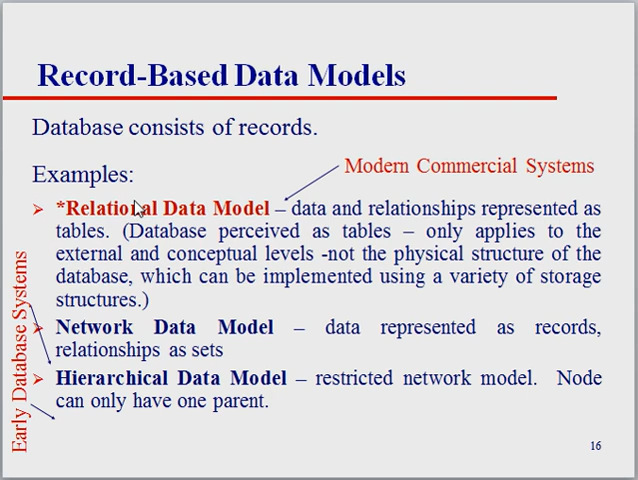 Record-Based Data Models
Database consists of records.
Modern Commercial Systems
Examples:
*Relational Data Model – data and relationships represented as
tables. (Database perceived as tables – only applies to the
external and conceptual levels -not the physical structure of the
database, which can be implemented using a variety of storage
structures.)
Network Data Model – data represented as records,
relationships as sets
Hierarchical Data Model – restricted network model. Node
can only have one parent.
Early Database Systems
16